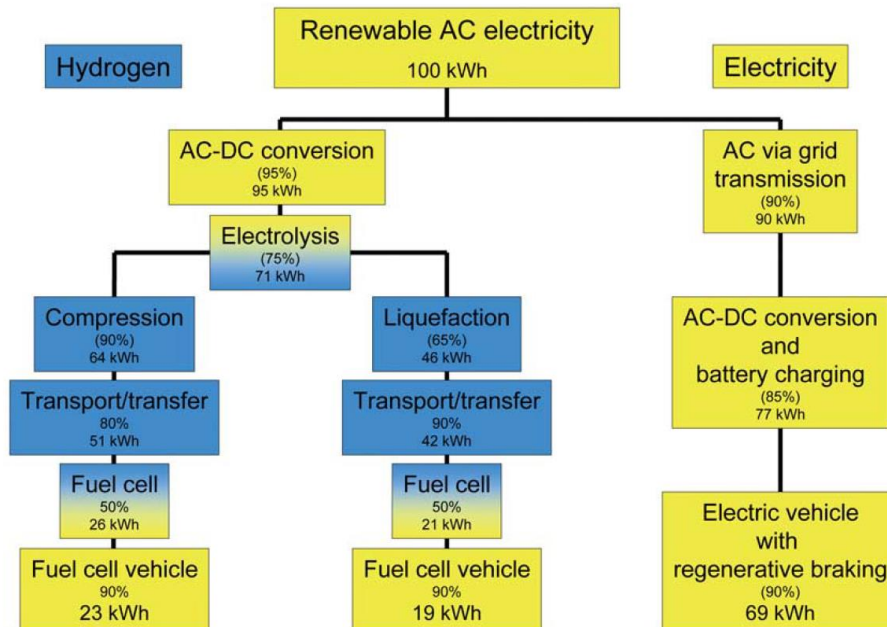 Renewable AC electricity
100 kWh
Hydrogen
Electricity
AC-DC conversion
(95%)
95 kWh
AC via grid
transmission
(90%)
90 kWh
Electrolysis
(75%)
71 kWh
Compression
(90%)
64 kWh
Liquefaction
(65%)
46 kWh
AC-DC conversion
and
battery charging
(85%)
77 kWh
Transport/transfer
80%
51 kWh
Transport/transfer
90%
42 kWh
Fuel cell
50%
26 kWh
Fuel cell
50%
21 kWh
Electric vehicle
with
regenerative braking
(90%)
69 kWh
Fuel cell vehicle
90%
23 kWh
Fuel cell vehicle
90%
19 kWh